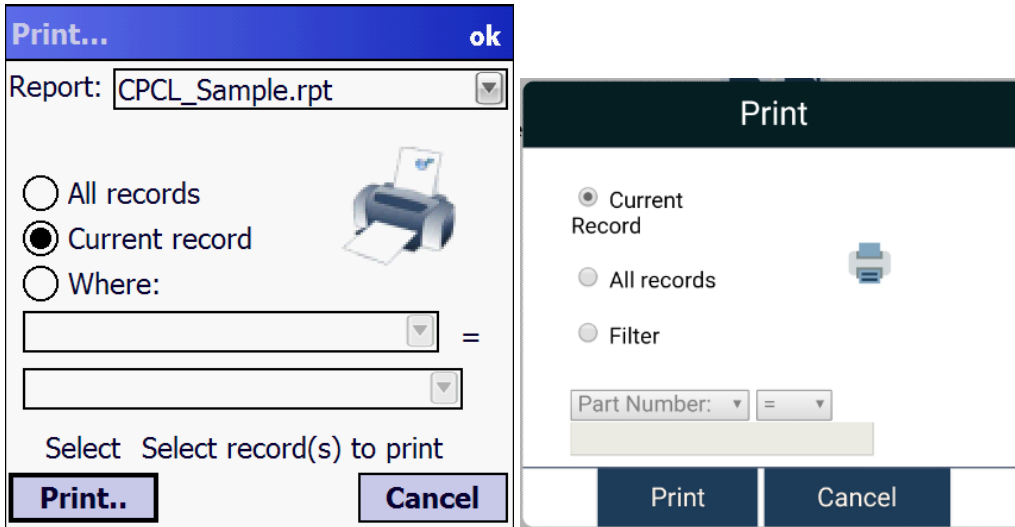 Print... ok
Report: CPCL_Sample.rpt
All records
Current record
Where:
=
Select Select record(s) to print
Print.. Cancel
Print
Current
Record
All records
Filter
Part Number: =
Print Cancel